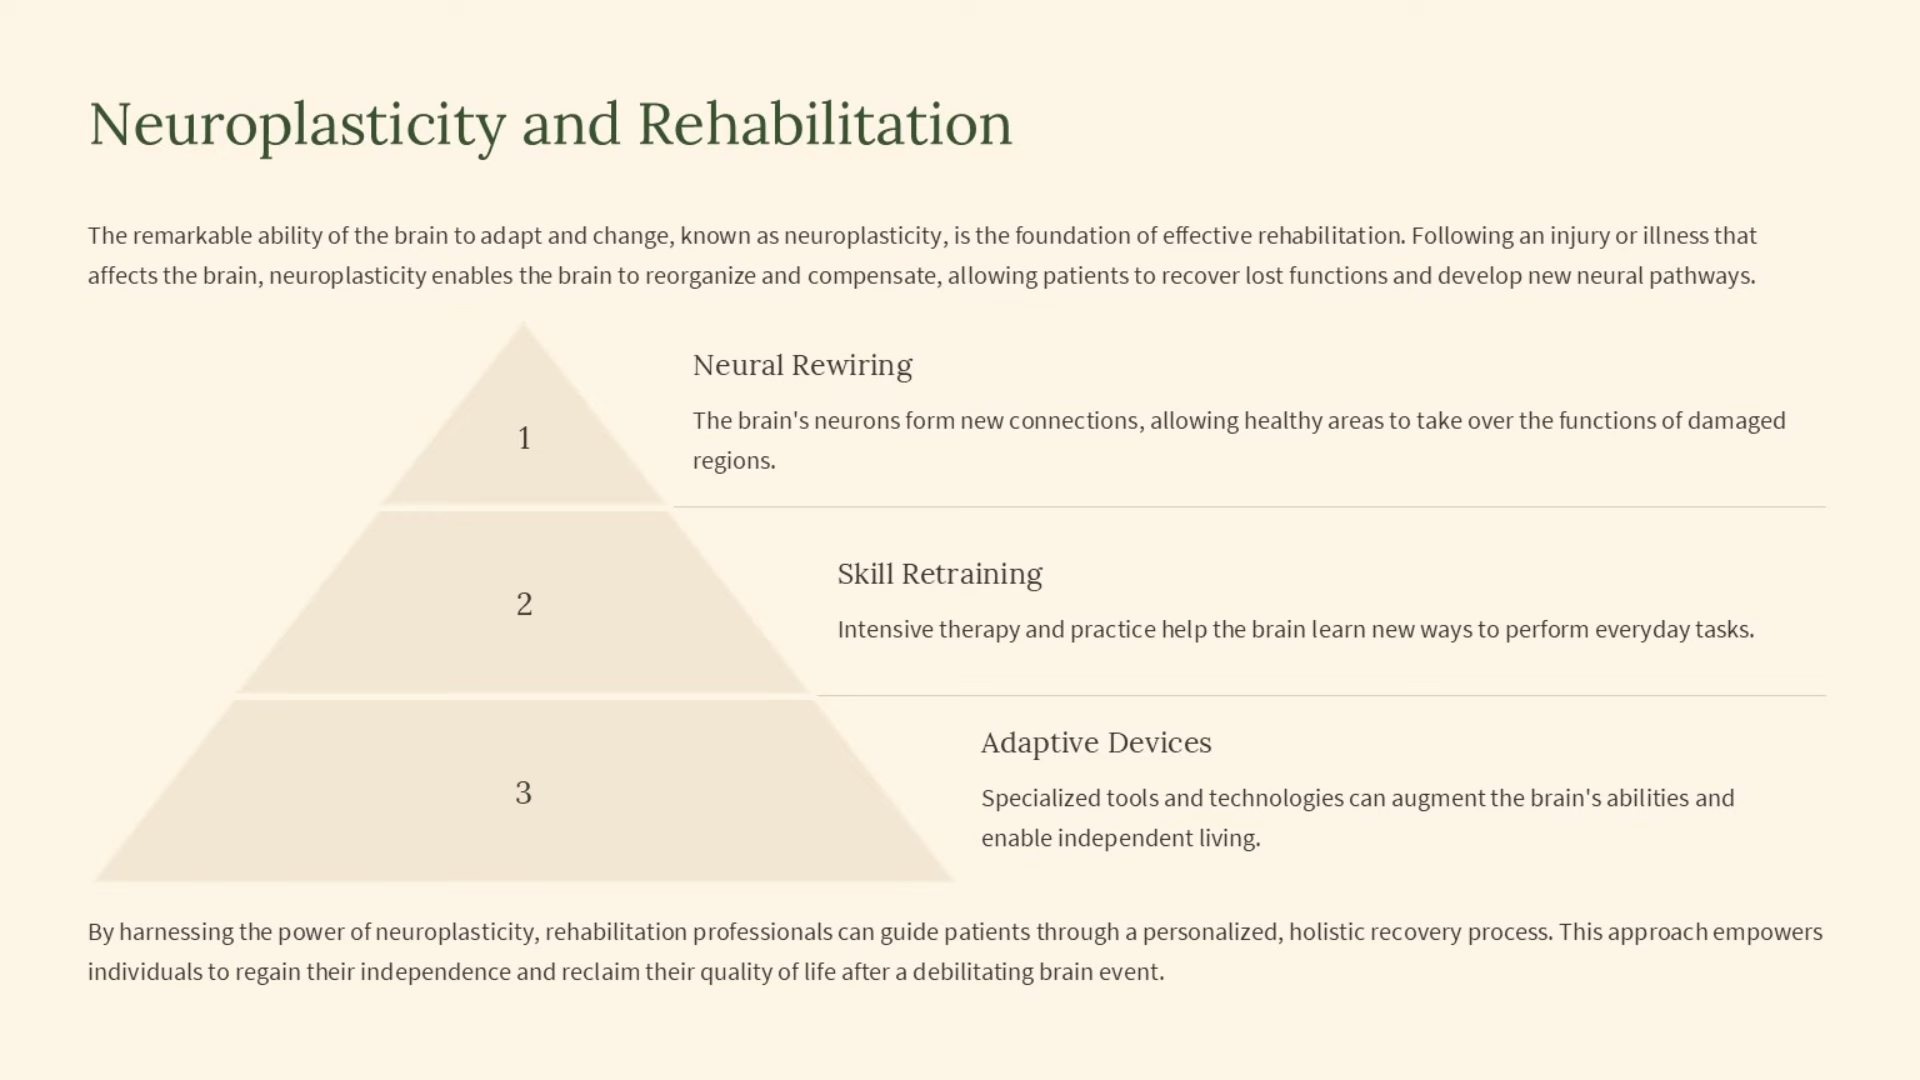 Neuroplasticity and Rehabilitation
The remarkable ability of the brain to adapt and change, known as neuroplasticity, is the foundation of effective rehabilitation. Following an injury or illness that
affects the brain, neuroplasticity enables the brain to reorganize and compensate, allowing patients to recover lost functions and develop new neural pathways.
1
Neural Rewiring
The brain's neurons form new connections, allowing healthy areas to take over the functions of damaged
regions.
2
Skill Retraining
Intensive therapy and practice help the brain learn new ways to perform everyday tasks.
3
Adaptive Devices
Specialized tools and technologies can augment the brain's abilities and
enable independent living.
By harnessing the power of neuroplasticity, rehabilitation professionals can guide patients through a personalized, holistic recovery process. This approach empowers
individuals to regain their independence and reclaim their quality of life after a debilitating brain event.